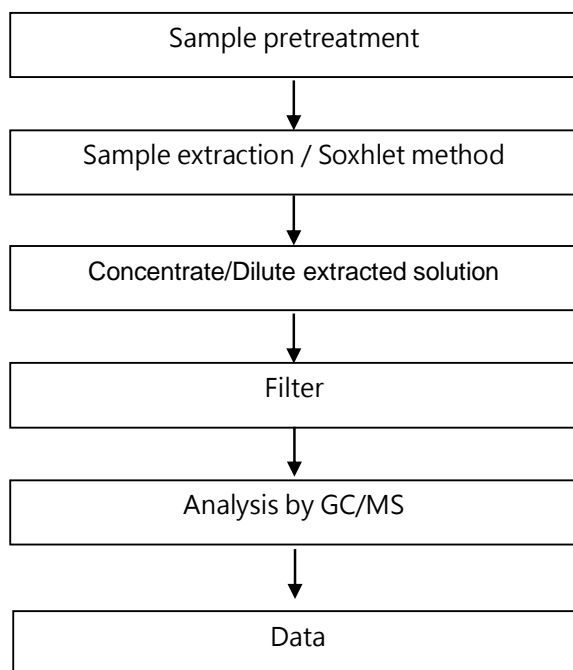 Sample pretreatment
Sample extraction / Soxhlet method
Concentrate/Dilute extracted solution
Filter
Analysis by GC/MS
Data